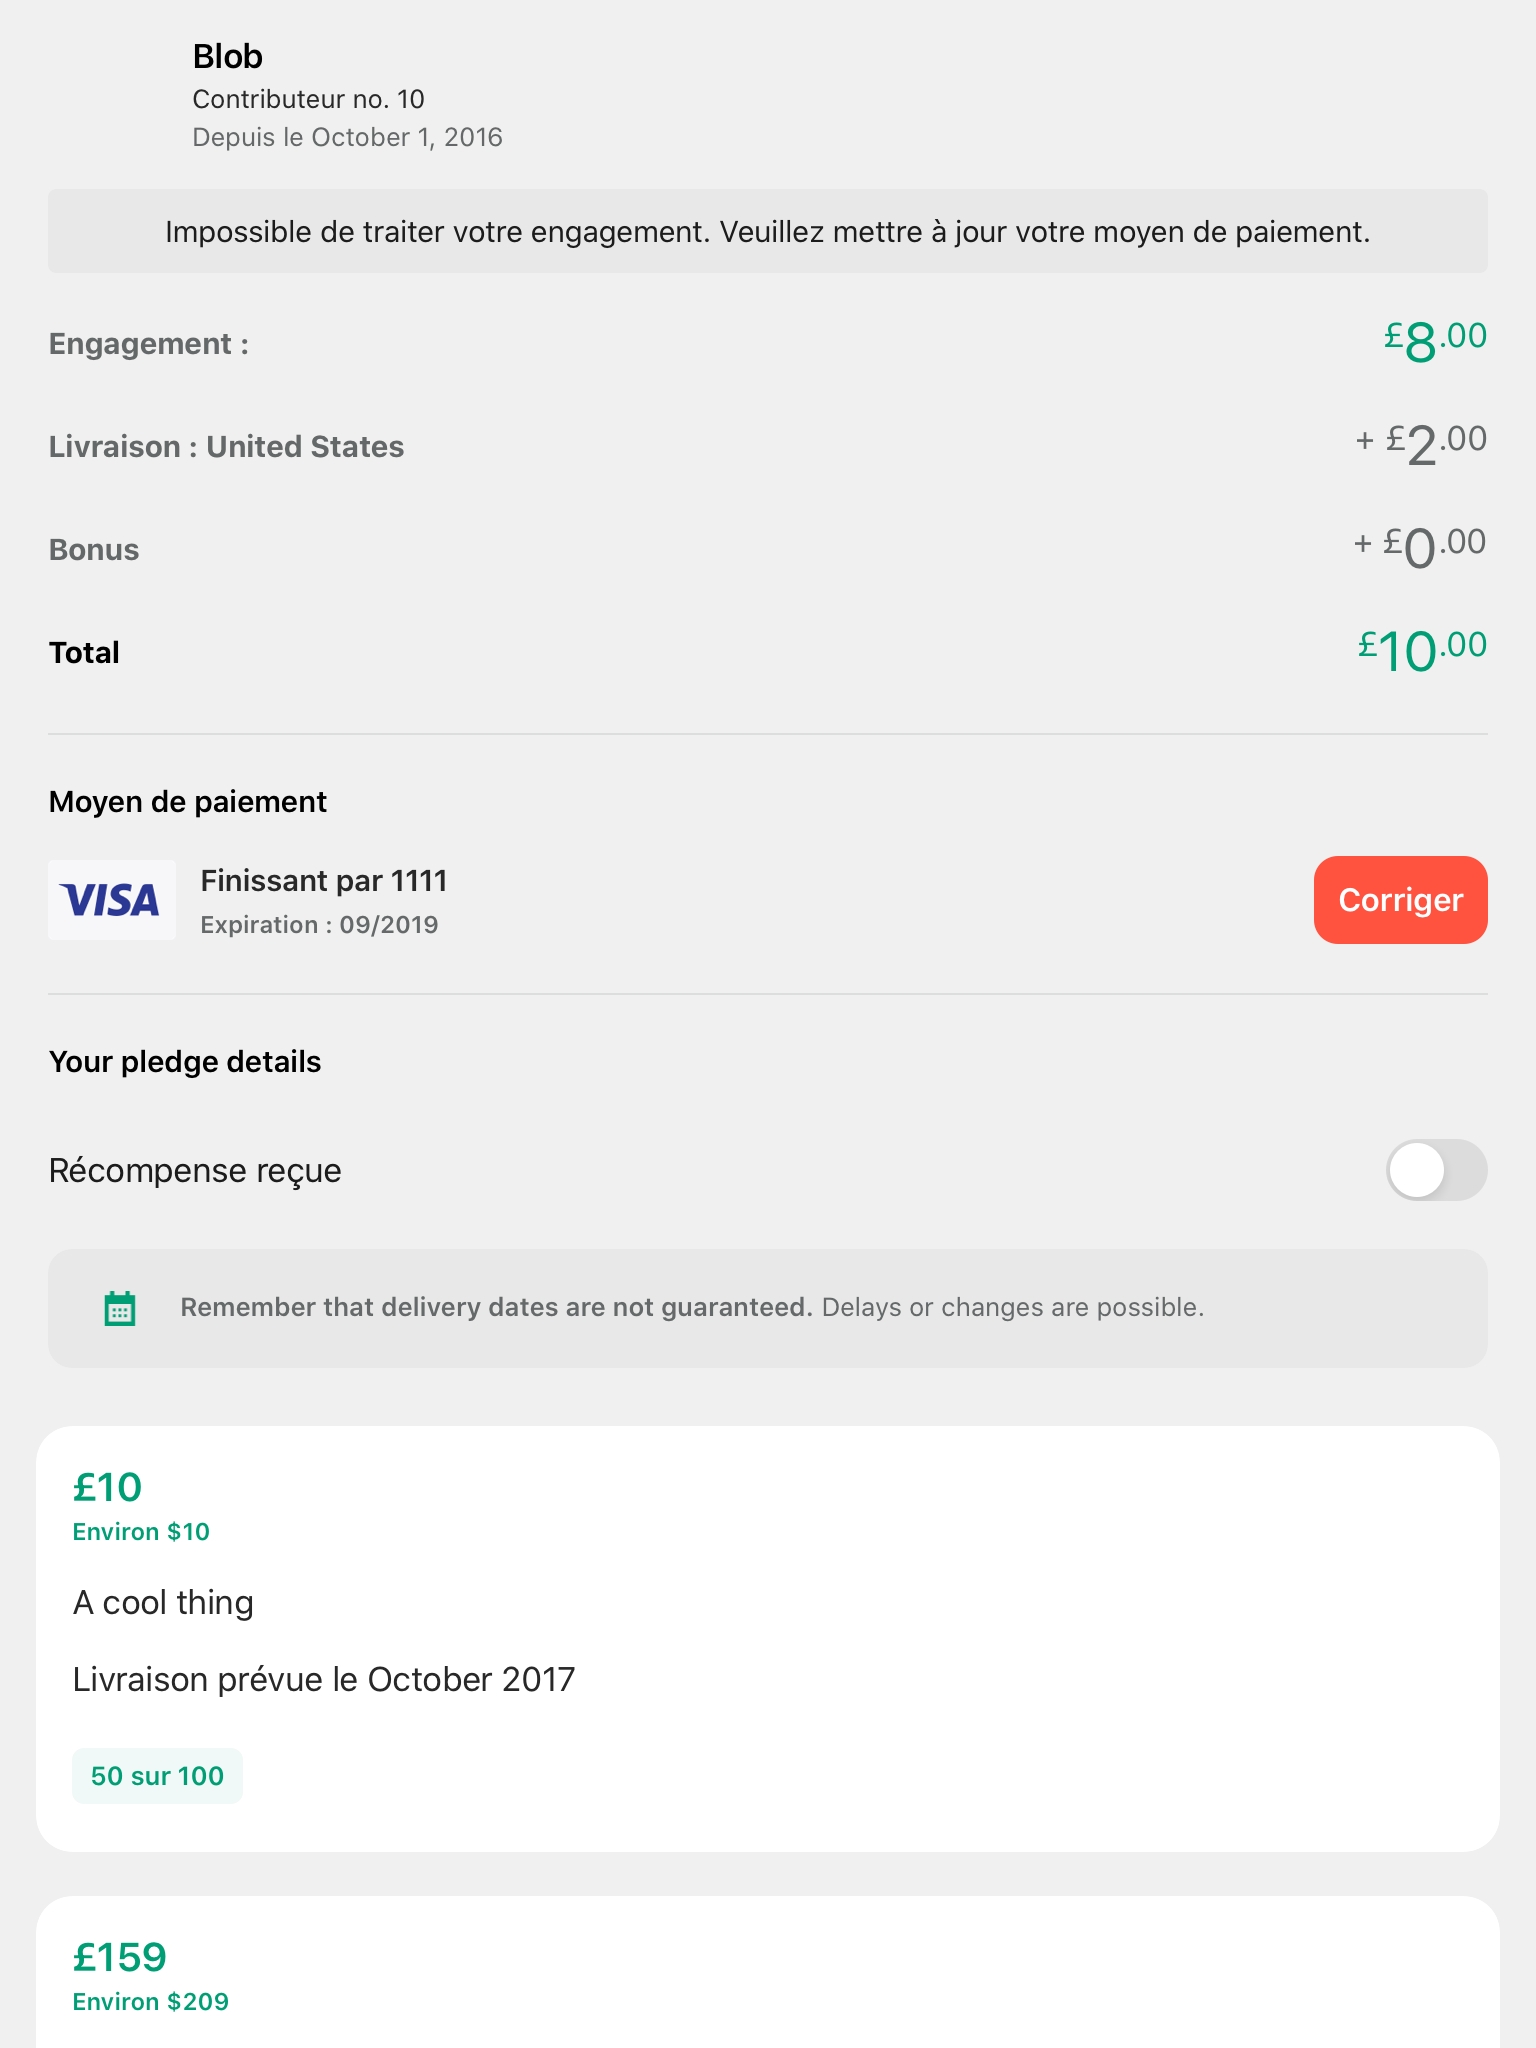 Blob
Contributeur no. 10
Depuis le October 1, 2016
Impossible de traiter votre engagement. Veuillez mettre à jour votre moyen de paiement.
Engagement : £8.00
Livraison : United States + £2.00
Bonus + £0.00
Total £10.00
Moyen de paiement
VISA
Finissant par 1111
Expiration : 09/2019
Corriger
Your pledge details
Récompense reçue
Remember that delivery dates are not guaranteed. Delays or changes are possible.
£10
Environ $10
A cool thing
Livraison prévue le October 2017
50 sur 100
£159
Environ $209